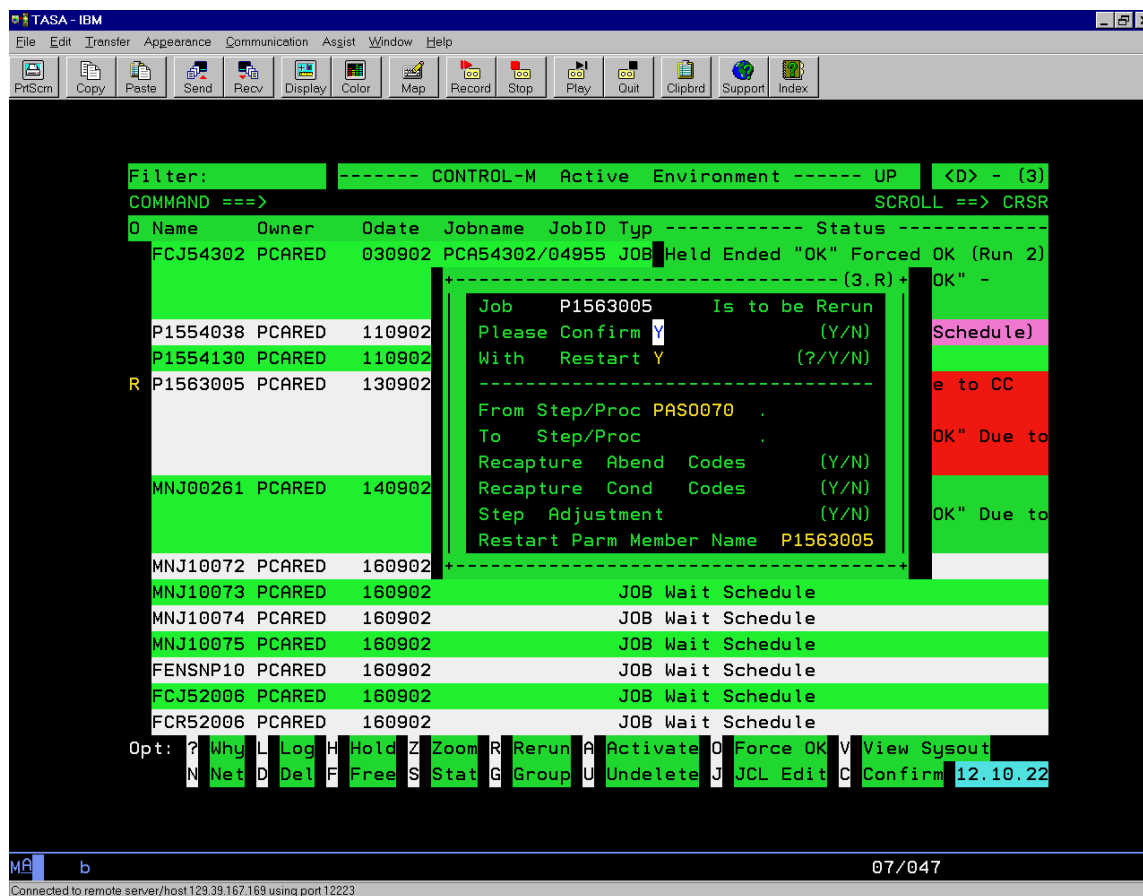 TASA - IBM
File Edit Transfer Appearance Communication Assist Window Help
PrtScrn Copy Paste Send Recv Display Color Map Record Stop Play Quit Clipbrd Support Index
Filter: ------- CONTROL-M Active Environment ------ UP <D> - (3)
COMMAND ===> SCROLL ==> CRSR
O Name Owner Odate Jobname JobID Typ ------------ Status -------------
FCJ54302 PCARED 030902 PCA54302/04955 JOB Held Ended "OK" Forced OK (Run 2)
+--------------------------------- (3.R) + OK" -
Job P1563005 Is to be Rerun
P1554038 PCARED 110902 Please Confirm Y (Y/N) Schedule)
P1554130 PCARED 110902 With Restart Y (?/Y/N)
R P1563005 PCARED 130902 ---------------------------------- e to CC
From Step/Proc PASO070 .
To Step/Proc . OK" Due to
Recapture Abend Codes (Y/N)
MNJ00261 PCARED 140902 Recapture Cond Codes (Y/N)
Step Adjustment (Y/N) OK" Due to
Restart Parm Member Name P1563005
MNJ10072 PCARED 160902 +--------------------------------------+
MNJ10073 PCARED 160902 JOB Wait Schedule
MNJ10074 PCARED 160902 JOB Wait Schedule
MNJ10075 PCARED 160902 JOB Wait Schedule
FENSNP10 PCARED 160902 JOB Wait Schedule
FCJ52006 PCARED 160902 JOB Wait Schedule
FCR52006 PCARED 160902 JOB Wait Schedule
Opt: ? Why L Log H Hold Z Zoom R Rerun A Activate O Force OK V View Sysout
N Net D Del F Free S Stat G Group U Undelete J JCL Edit C Confirm 12.10.22
MA b 07/047
Connected to remote server/host 129.39.167.169 using port 12223